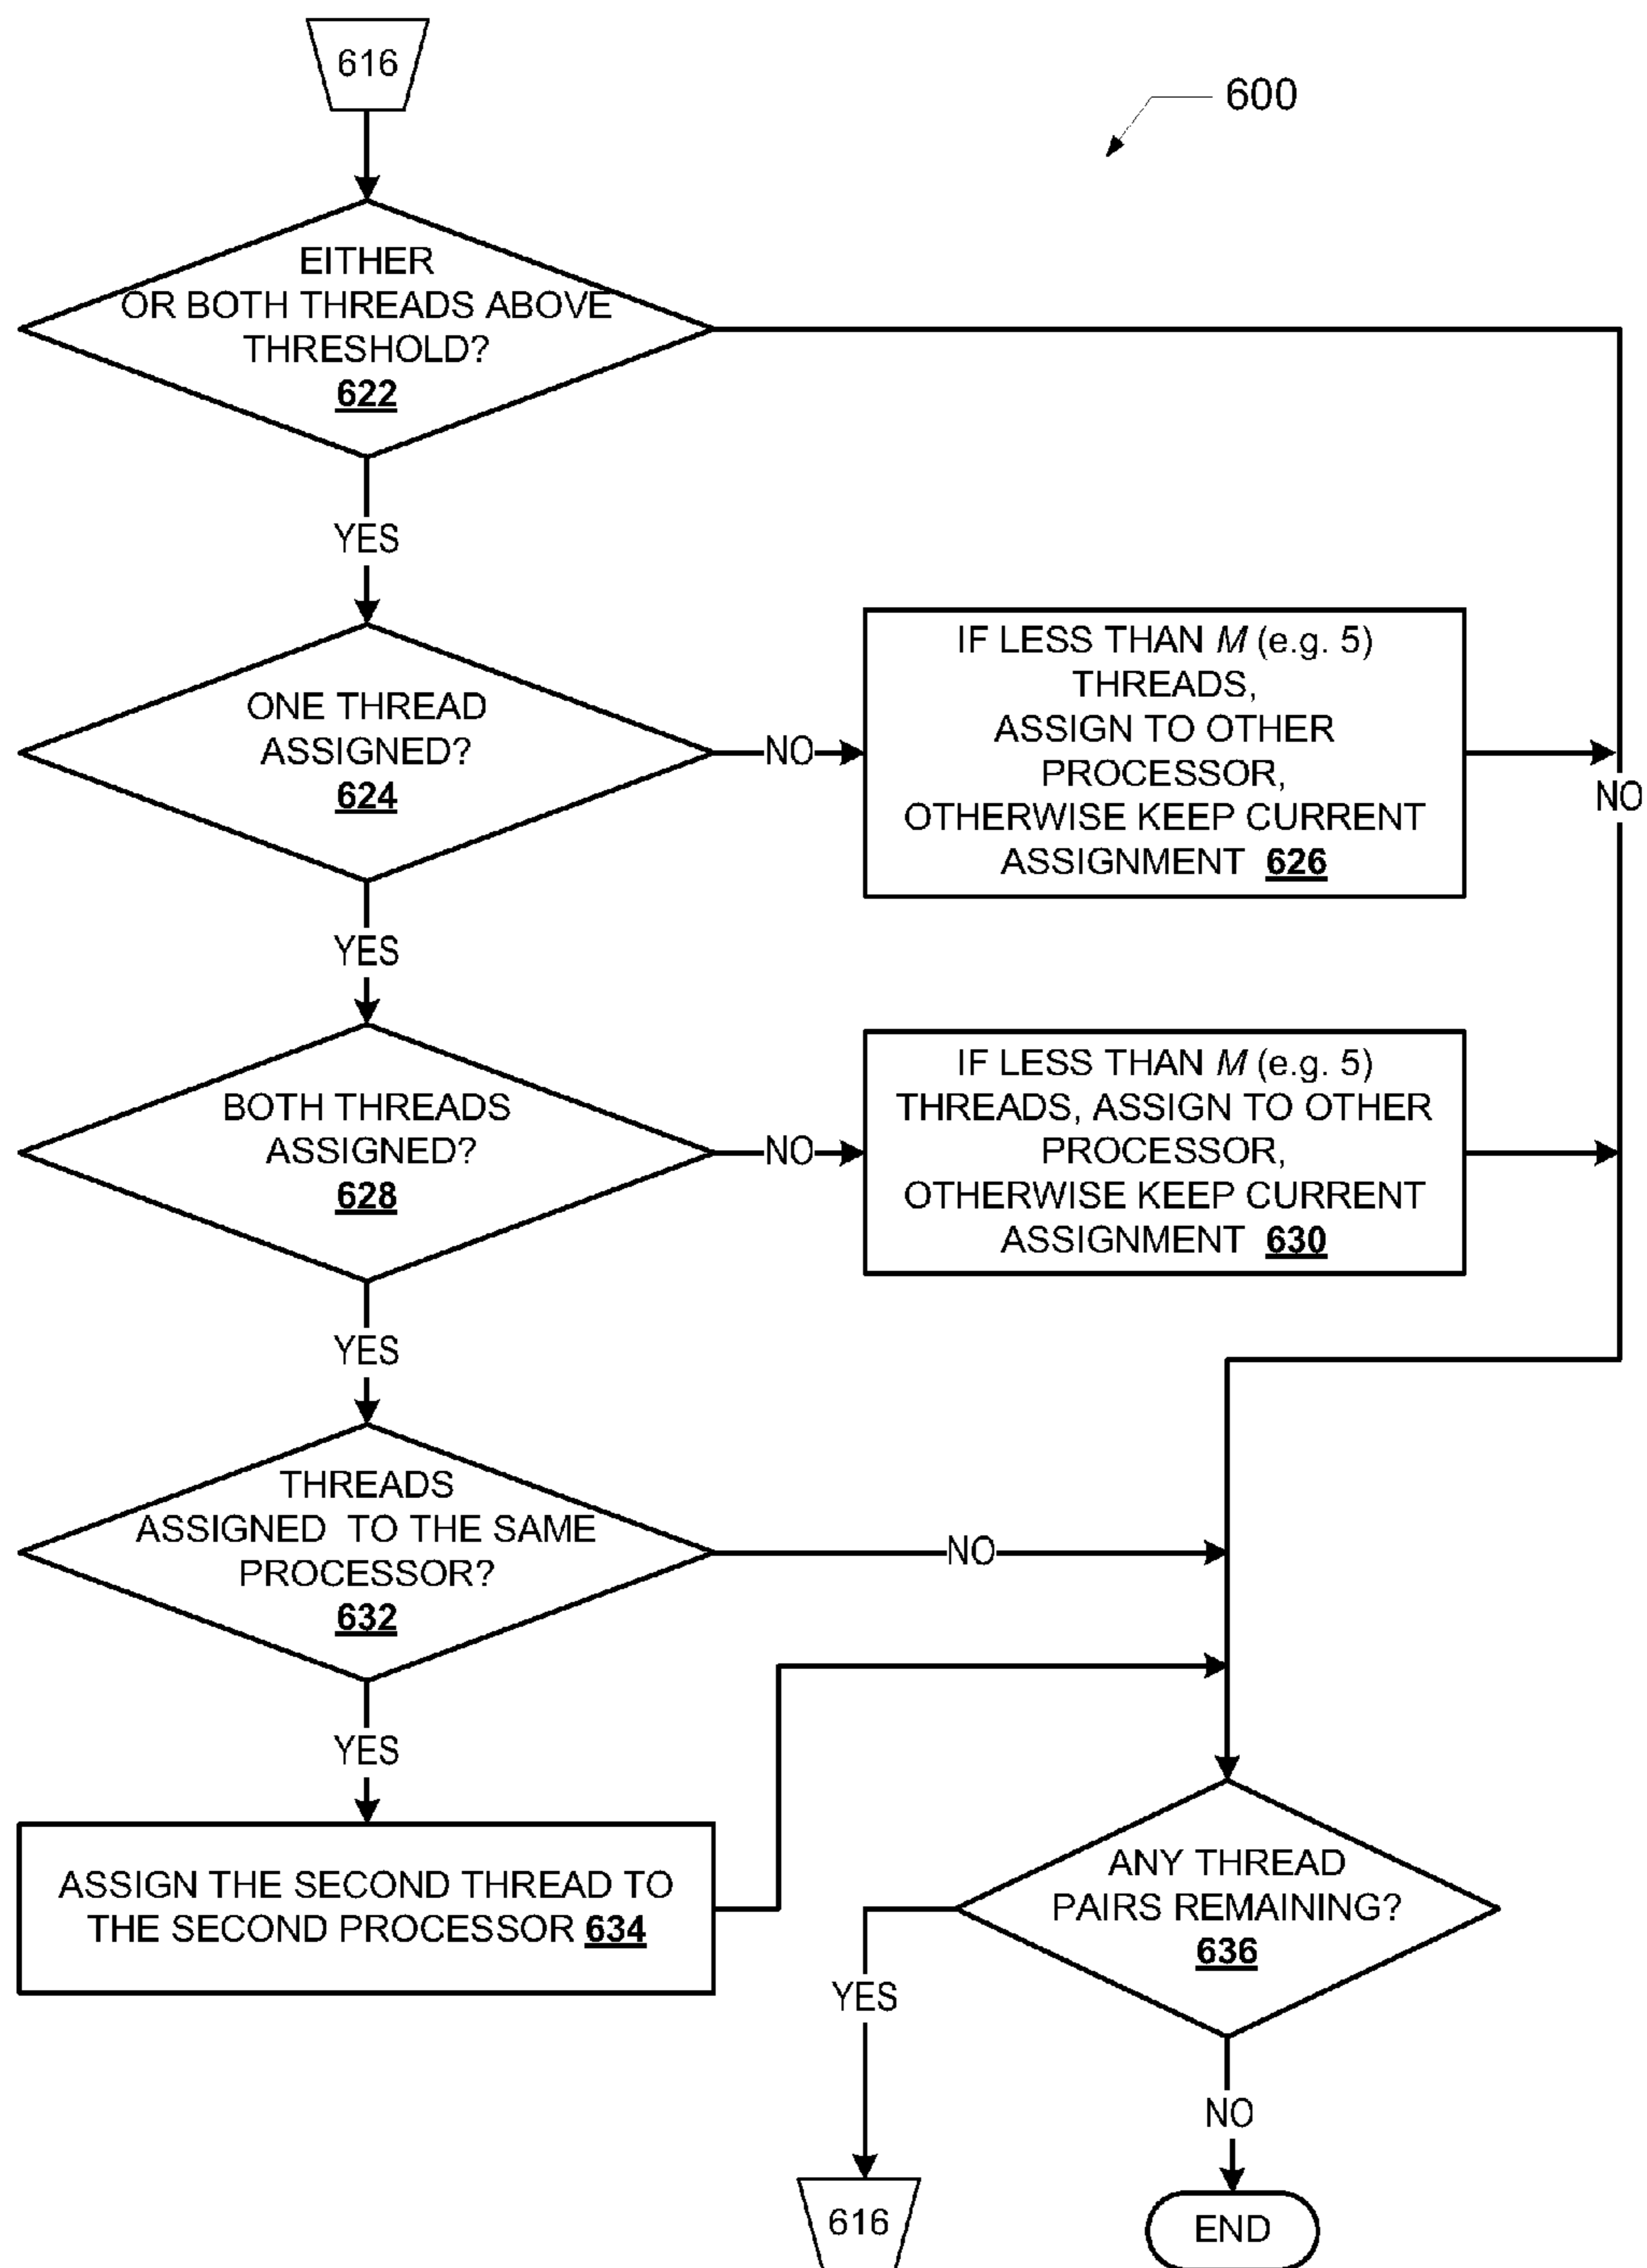 616
600
EITHER
OR BOTH THREADS ABOVE
THRESHOLD?
622
YES
ONE THREAD
ASSIGNED?
624
NO
IF LESS THAN M (e.g. 5)
THREADS,
ASSIGN TO OTHER
PROCESSOR,
OTHERWISE KEEP CURRENT
ASSIGNMENT 626
NO
YES
BOTH THREADS
ASSIGNED?
628
NO
IF LESS THAN M (e.g. 5)
THREADS, ASSIGN TO OTHER
PROCESSOR,
OTHERWISE KEEP CURRENT
ASSIGNMENT 630
YES
THREADS
ASSIGNED TO THE SAME
PROCESSOR?
632
NO
YES
ASSIGN THE SECOND THREAD TO
THE SECOND PROCESSOR 634
ANY THREAD
PAIRS REMAINING?
636
YES
NO
616
END